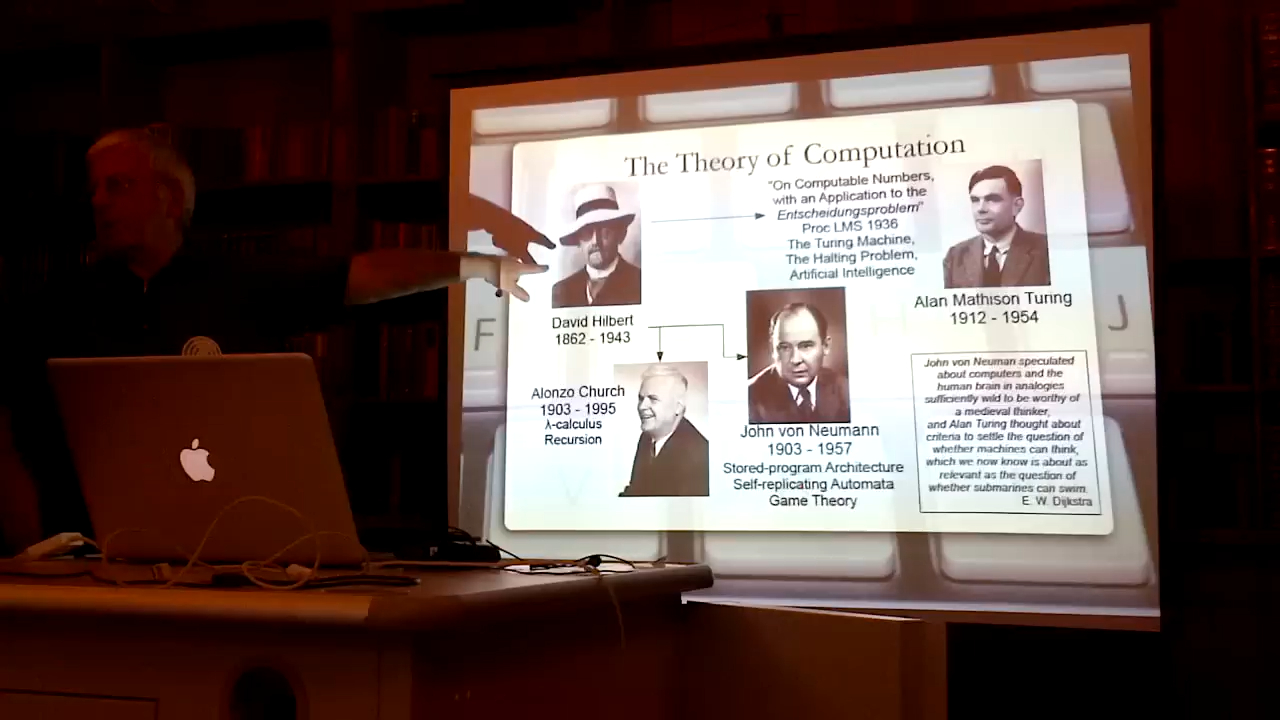 The Theory of Computation
"On Computable Numbers,
with an Application to the
Entscheidungsproblem"
Proc LMS 1936
The Turing Machine,
The Halting Problem,
Artificial Intelligence
Alan Mathison Turing
1912 - 1954
David Hilbert
1862 - 1943
F
J
Alonzo Church
1903 - 1995
λ-calculus
Recursion
John von Neumann
1903 - 1957
Stored-program Architecture
Self-replicating Automata
Game Theory
John von Neuman speculated
about computers and the
human brain in analogies
sufficiently wild to be worthy of
a medieval thinker,
and Alan Turing thought about
criteria to settle the question of
whether machines can think,
which we now know is about as
relevant as the question of
whether submarines can swim.
E. W. Dijkstra